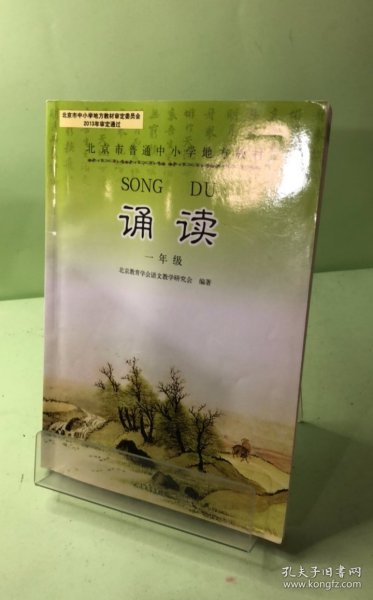 北京市中小学地方教材审定委员会
2010年审定通过
北京市普通中小学地方教材
SONG DU
诵读
一年级
北京教育学会语文教学研究会 编著
孔夫子旧书网
www.kongfz.com